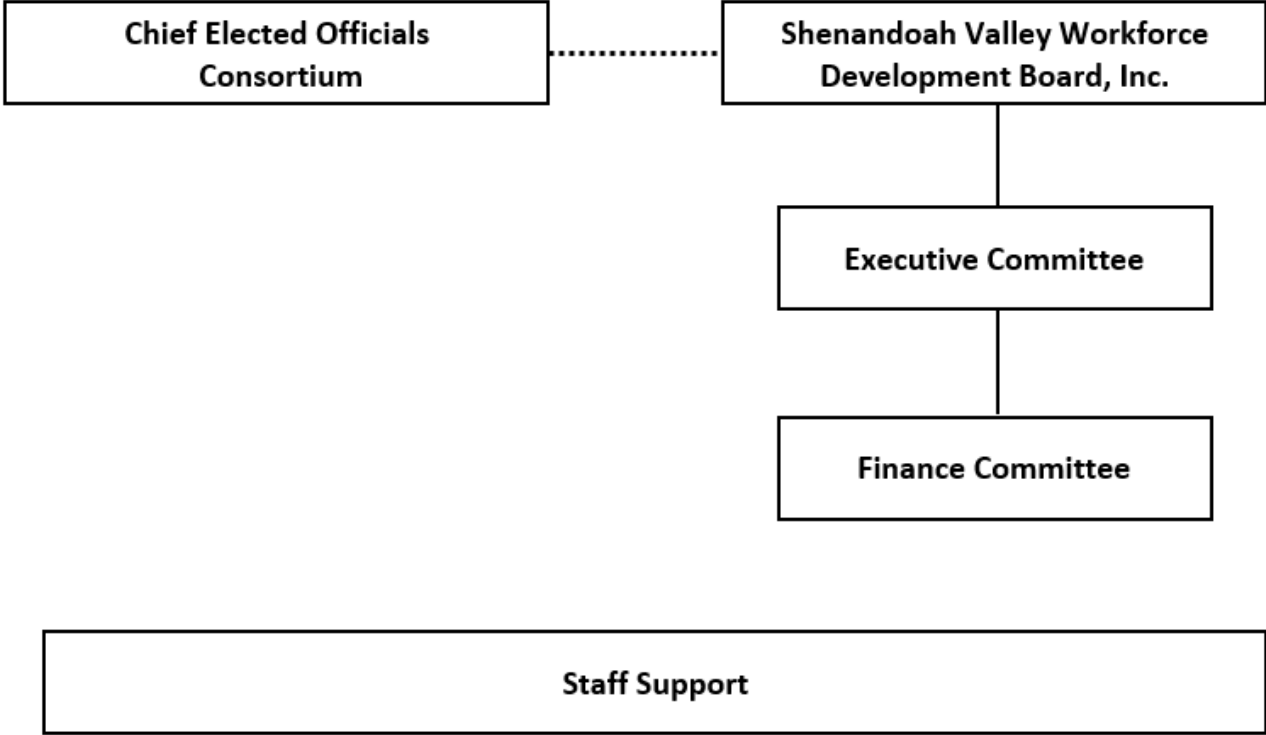 Chief Elected Officials
Consortium
Shenandoah Valley Workforce
Development Board, Inc.
Executive Committee
Finance Committee
Staff Support